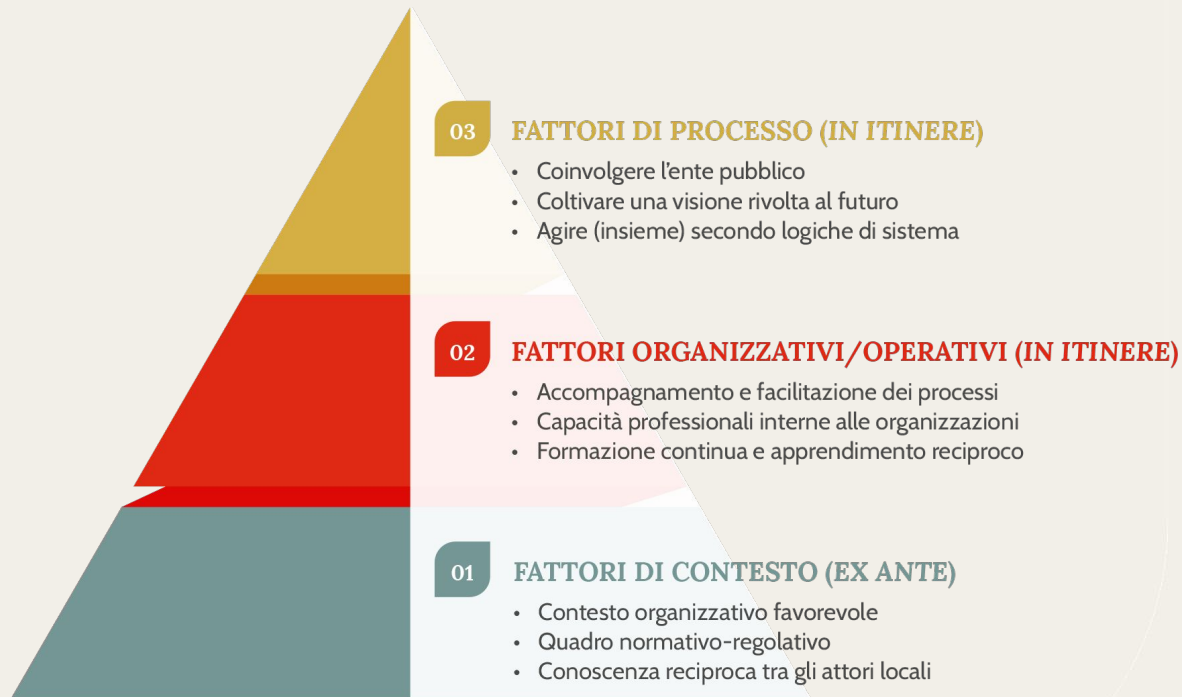 03
FATTORI DI PROCESSO (IN ITINERE)
• Coinvolgere l'ente pubblico
• Coltivare una visione rivolta al futuro
• Agire (insieme) secondo logiche di sistema
02
FATTORI ORGANIZZATIVI/OPERATIVI (IN ITINERE)
• Accompagnamento e facilitazione dei processi
• Capacità professionali interne alle organizzazioni
• Formazione continua e apprendimento reciproco
01
FATTORI DI CONTESTO (EX ANTE)
• Contesto organizzativo favorevole
• Quadro normativo-regolativo
• Conoscenza reciproca tra gli attori locali